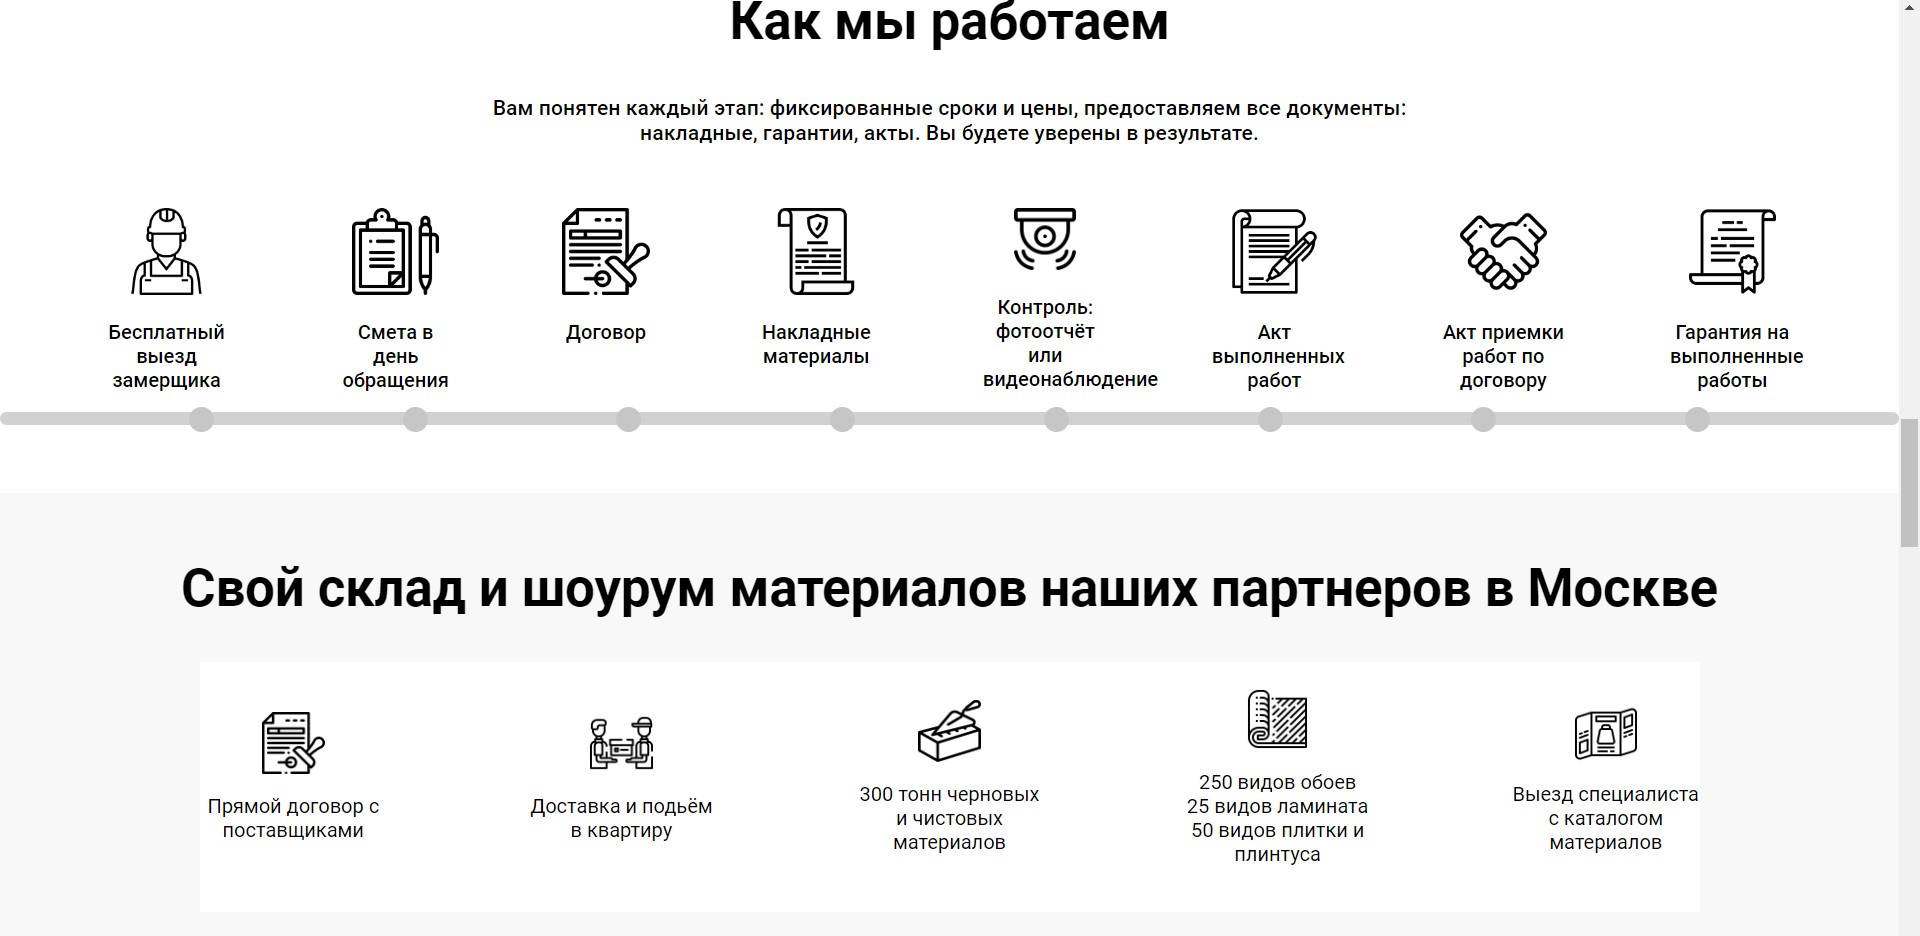 Как мы работаем
Вам понятен каждый этап: фиксированные сроки и цены, предоставляем все документы:
накладные, гарантии, акты. Вы будете уверены в результате.
Бесплатный
выезд
замерщика
Смета в
день
обращения
Договор
Накладные
материалы
Контроль:
фотоотчёт
или
видеонаблюдение
Акт
выполненных
работ
Акт приемки
работ по
договору
Гарантия на
выполненные
работы
Свой склад и шоурум материалов наших партнеров в Москве
Прямой договор с
поставщиками
Доставка и подьём
в квартиру
300 тонн черновых
и чистовых
материалов
250 видов обоев
25 видов ламината
50 видов плитки и
плинтуса
Выезд специалиста
с каталогом
материалов